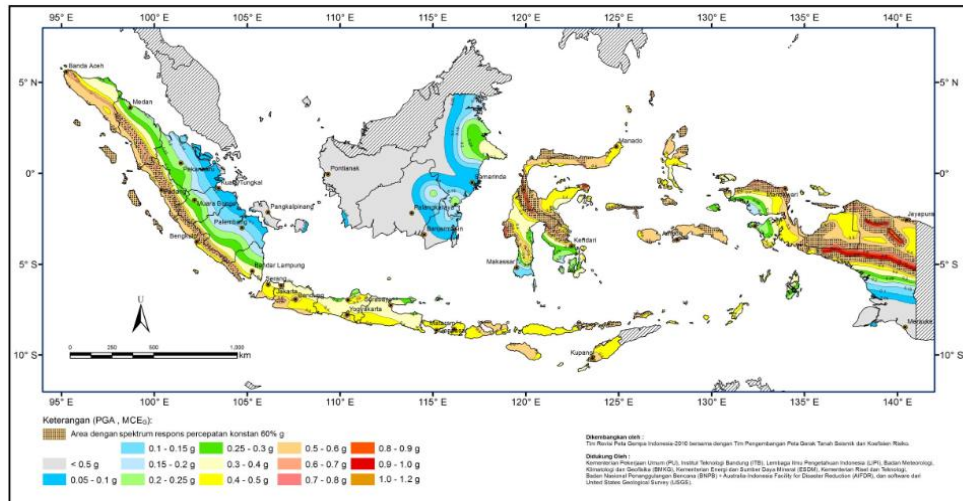 95° E 100° E 105° E 110° E 115° E 120° E 125° E 130° E 135° E 140° E
5° N
0°
5° S
10° S
Banda Aceh
Medan
Pekanbaru
Kuala Tungkal
Muara Bungo
Palembang
Bengkulu
Pangkalpinang
Bandar Lampung
Serang
Jakarta
Bandung
Yogyakarta
Pontianak
Palangkaraya
Samarinda
Manado
Kendari
Makassar
Mataram
Kupang
Jayapura
Merauke
0 250 500 1,000
km
Keterangan (PGA , MCEG):
Area dengan spektrum respons percepatan konstan 60% g
< 0.5 g
0.05 - 0.1 g
0.1 - 0.15 g
0.15 - 0.2 g
0.2 - 0.25 g
0.25 - 0.3 g
0.3 - 0.4 g
0.4 - 0.5 g
0.5 - 0.6 g
0.6 - 0.7 g
0.7 - 0.8 g
0.8 - 0.9 g
0.9 - 1.0 g
1.0 - 1.2 g
Dikembangkan oleh :
Tim Revisi Peta Gempa Indonesia 2010 bersama dengan Tim Pengembangan Peta Gerak Tanah Seismik dan Koefisien Risiko.
Didukung Oleh :
Kementerian Pekerjaan Umum (PU), Institut Teknologi Bandung (ITB), Lembaga Ilmu Pengetahuan Indonesia (LIPI), Badan Meteorologi,
Klimatologi dan Geofisika (BMKG), Kementerian Energi dan Sumber Daya Mineral (ESDM), Kementerian Riset dan Teknologi,
Badan Nasional Penanggulangan Bencana (BNPB) - Australia Indonesia Facility for Disaster Reduction (AIFDR), dan software dari
United States Geological Survey (USGS).